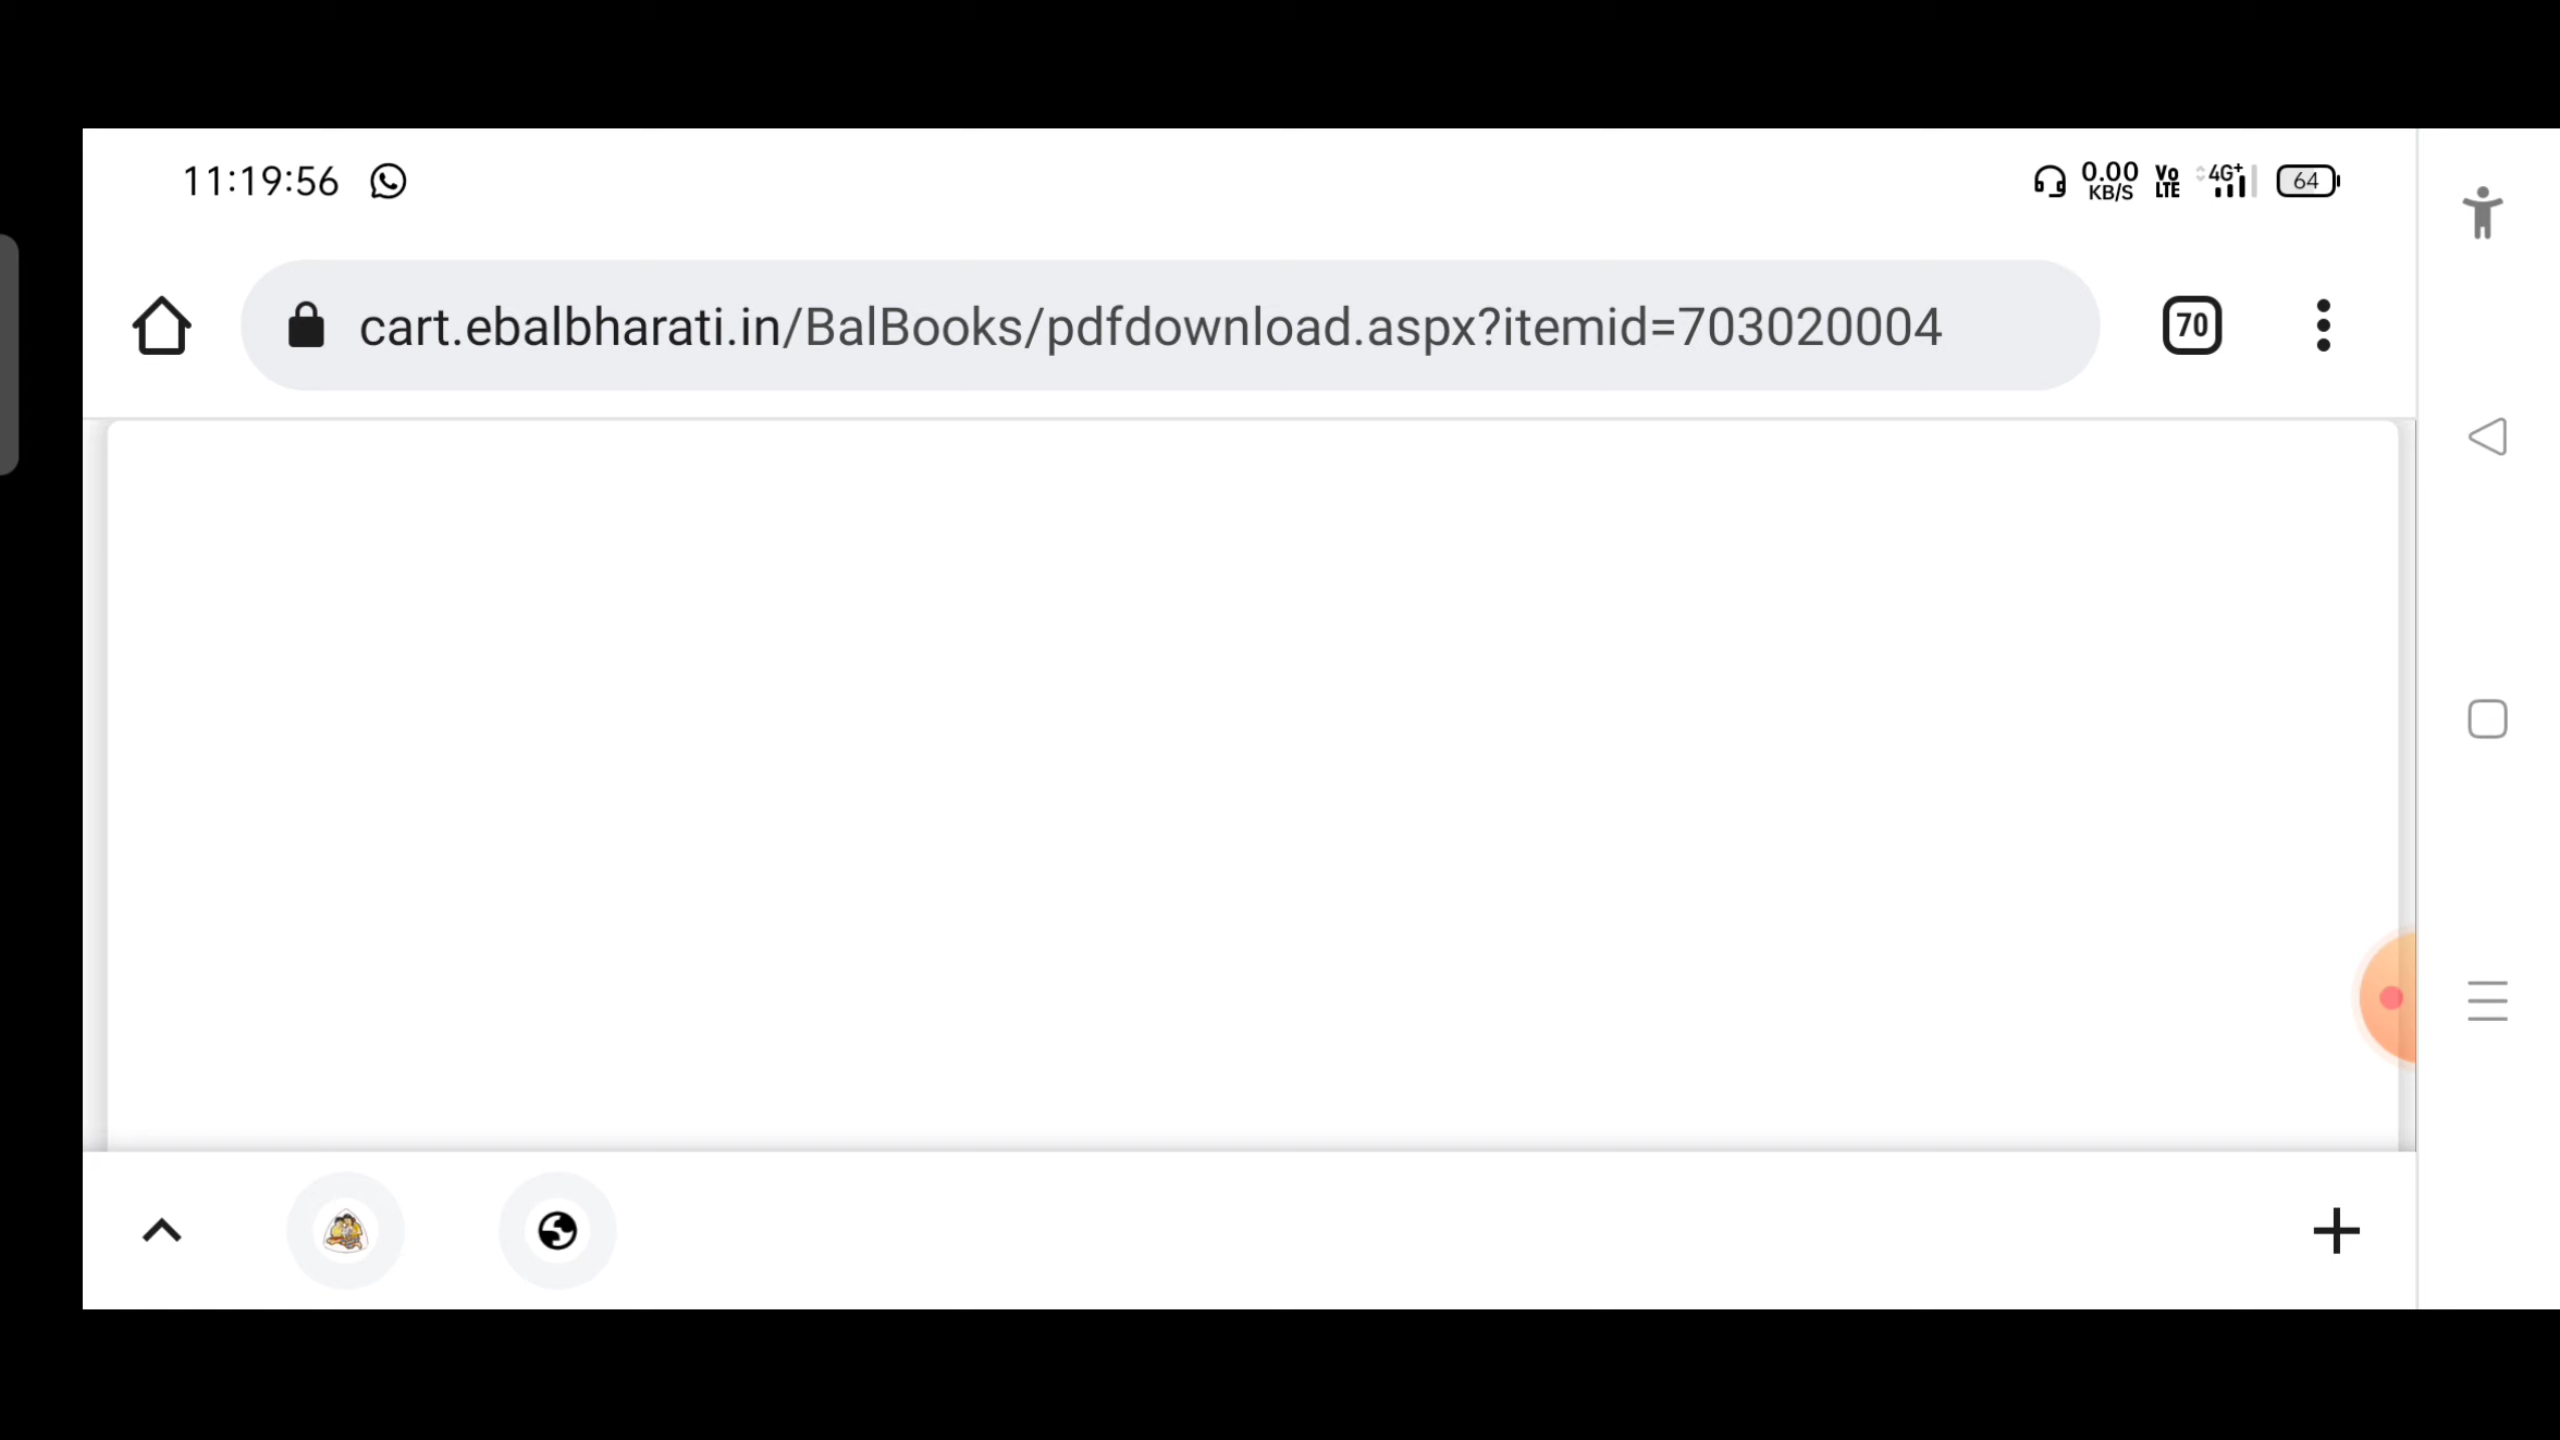 11:19:56
0.00 KB/S Vo LTE 4G+ 64
cart.ebalbharati.in/BalBooks/pdfdownload.aspx?itemid=703020004
70